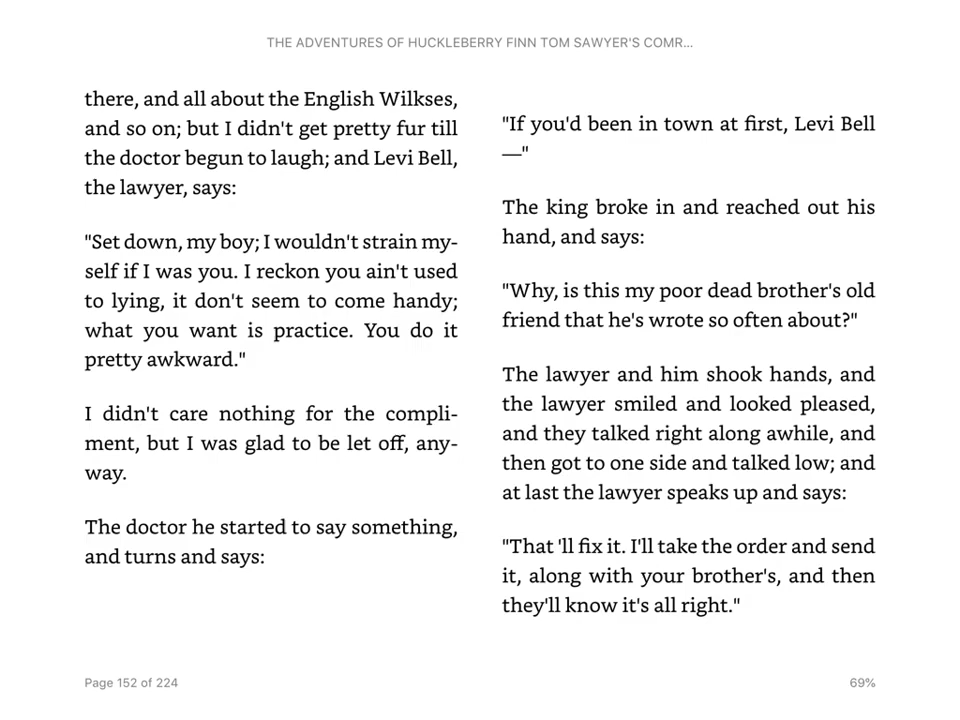 THE ADVENTURES OF HUCKLEBERRY FINN TOM SAWYER'S COMR...
there, and all about the English Wilkses,
and so on; but I didn't get pretty fur till
the doctor begun to laugh; and Levi Bell,
the lawyer, says:
"Set down, my boy; I wouldn't strain my-
self if I was you. I reckon you ain't used
to lying, it don't seem to come handy;
what you want is practice. You do it
pretty awkward."
I didn't care nothing for the compli-
ment, but I was glad to be let off, any-
way.
The doctor he started to say something,
and turns and says:
"If you'd been in town at first, Levi Bell
—"
The king broke in and reached out his
hand, and says:
"Why, is this my poor dead brother's old
friend that he's wrote so often about?"
The lawyer and him shook hands, and
the lawyer smiled and looked pleased,
and they talked right along awhile, and
then got to one side and talked low; and
at last the lawyer speaks up and says:
"That 'll fix it. I'll take the order and send
it, along with your brother's, and then
they'll know it's all right."
Page 152 of 224
69%